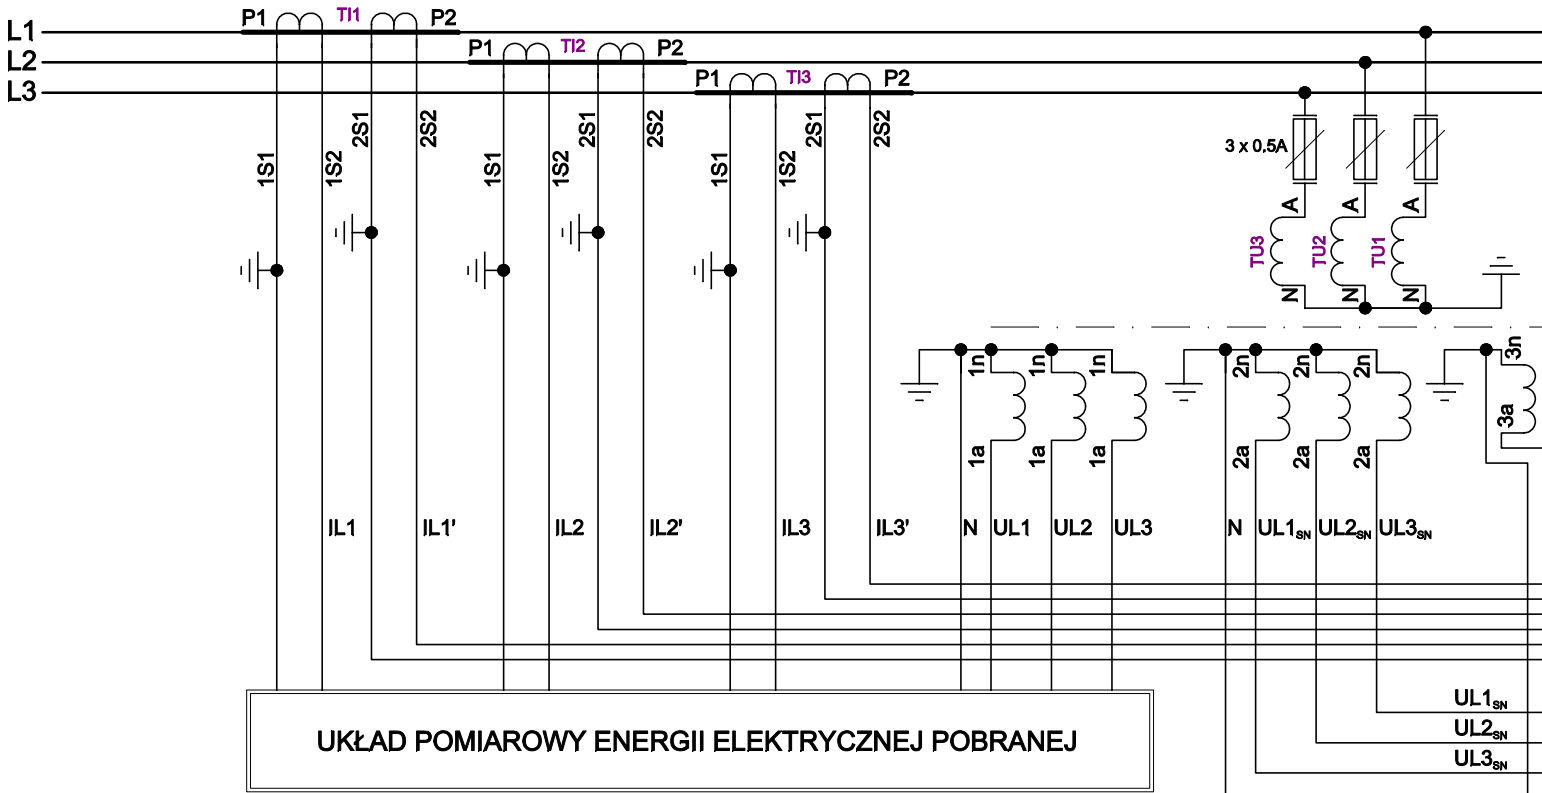 P1 TI1 P2
L1
P1 TI2 P2
L2
P1 TI3 P2
L3
1S1 1S2 2S1 2S2
1S1 1S2 2S1 2S2
1S1 1S2 2S1 2S2
3 x 0.5A
A A A
TU3 TU2 TU1
N N N
1n 1n 1n 2n 2n 2n 3n
1a 1a 1a 2a 2a 2a 3a
IL1 IL1' IL2 IL2' IL3 IL3' N UL1 UL2 UL3 N UL1SN UL2SN UL3SN
UL1SN
UL2SN
UL3SN
UKŁAD POMIAROWY ENERGII ELEKTRYCZNEJ POBRANEJ